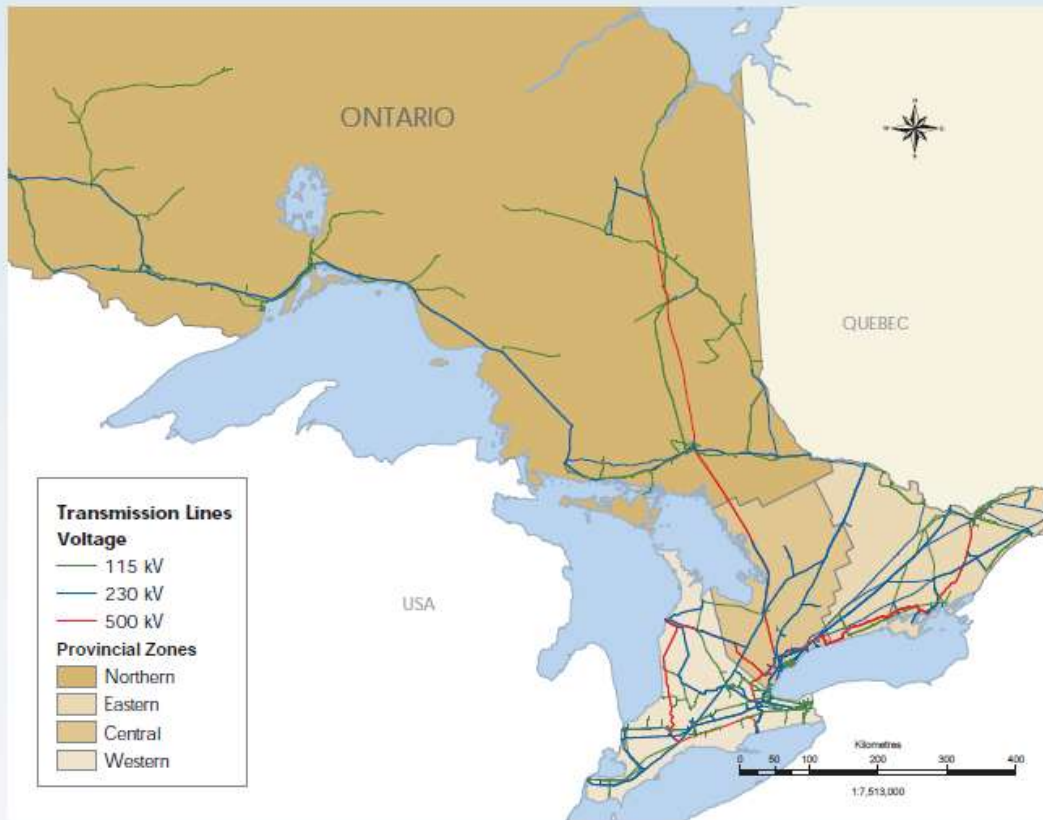 ONTARIO
QUEBEC
USA
Transmission Lines
Voltage
115 kV
230 kV
500 kV
Provincial Zones
Northern
Eastern
Central
Western
Kilometres
0 50 100 200 300 400
1:7,513,000